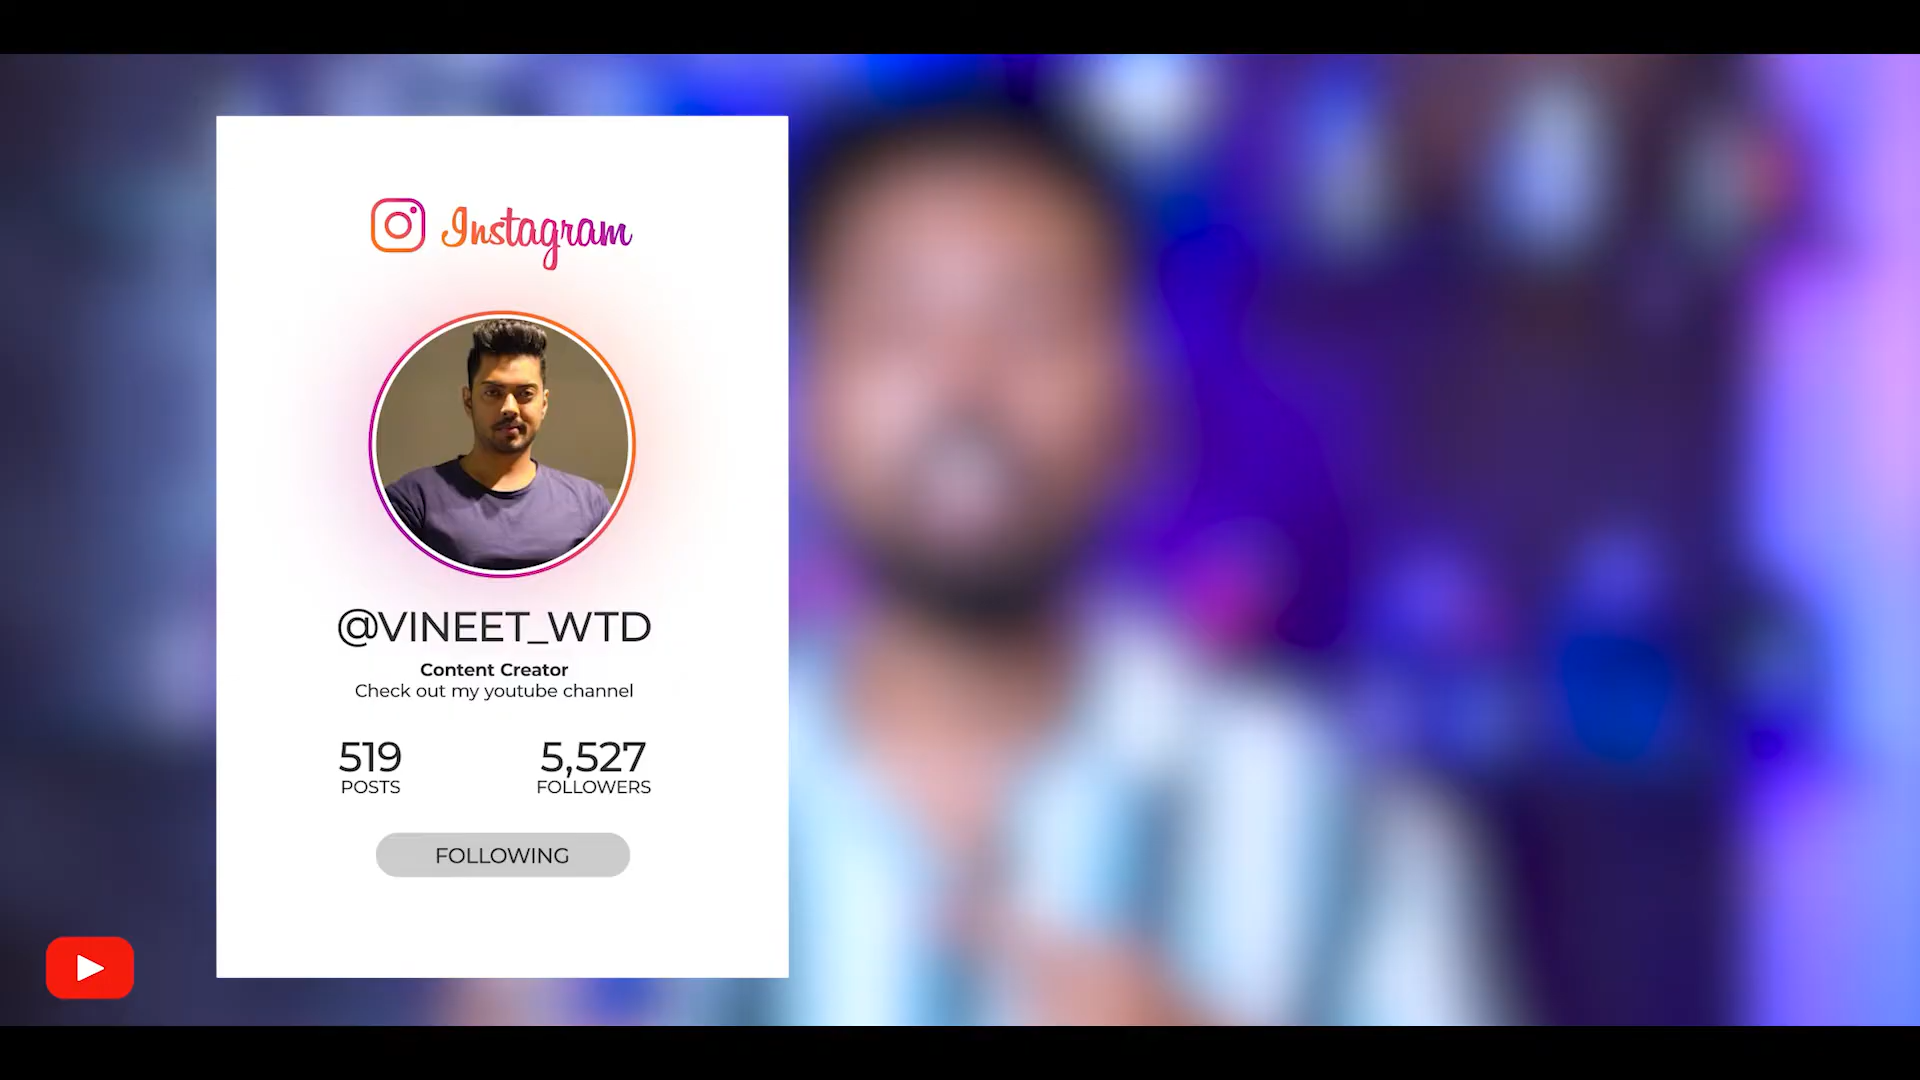 Instagram
@VINEET_WTD
Content Creator
Check out my youtube channel
519 5,527
POSTS FOLLOWERS
FOLLOWING